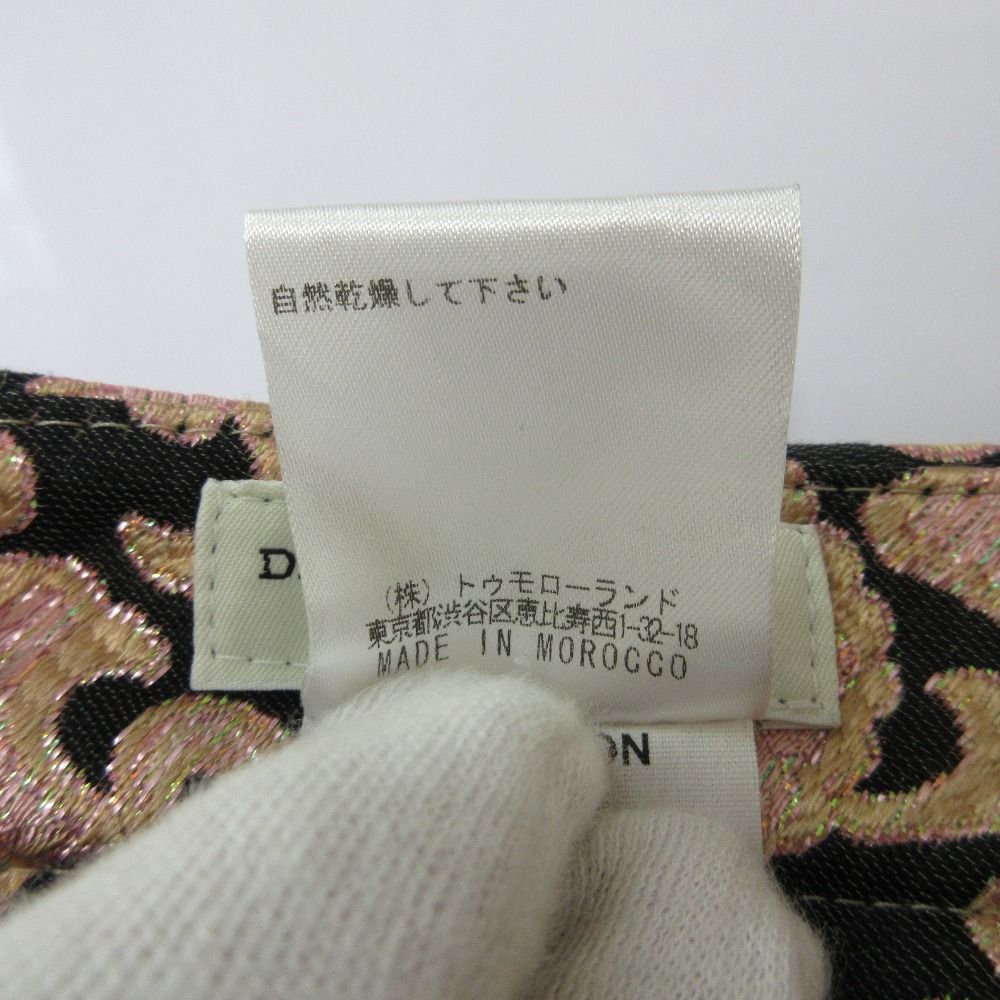 自然乾燥して下さい
D
(株) トゥモローランド
東京都渋谷区恵比寿西1-32-18
MADE IN MOROCCO
ON